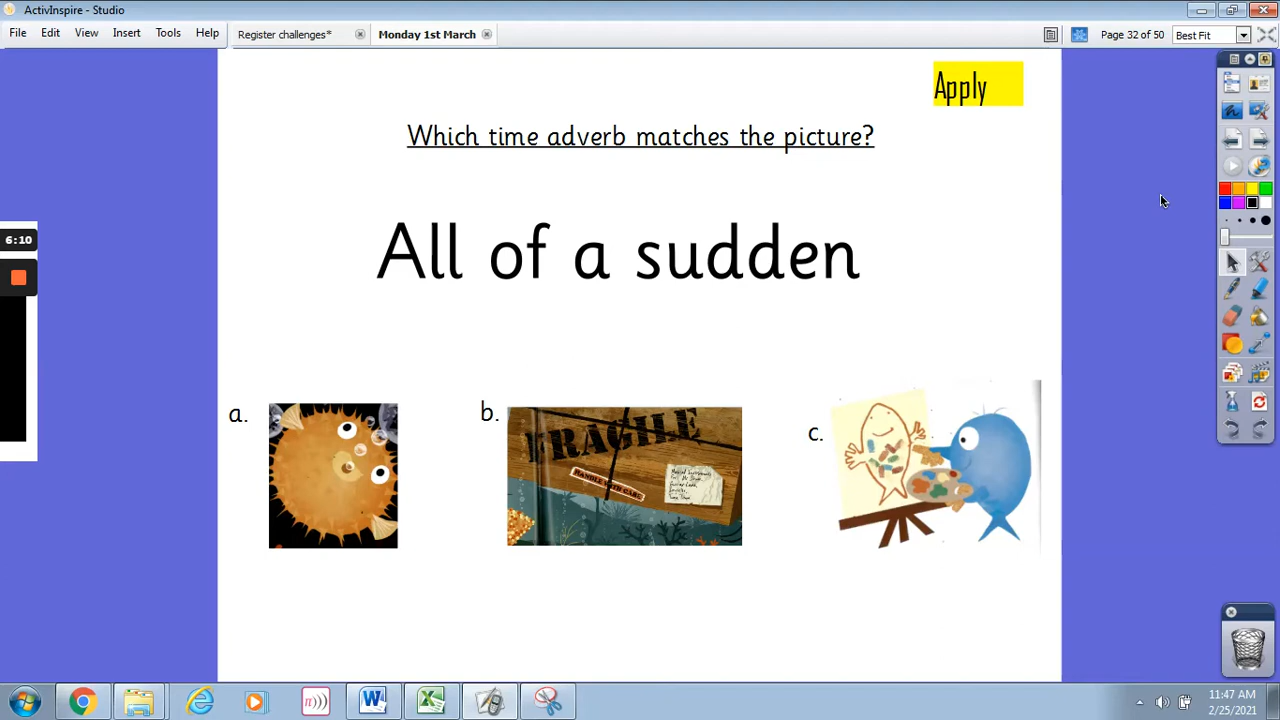 ActivInspire - Studio
File Edit View Insert Tools Help
Register challenges*
Monday 1st March
Page 32 of 50
Best Fit
Apply
Which time adverb matches the picture?
All of a sudden
6:10
a.
b.
c.
FRAGILE
HANDLE WITH CARE
11:47 AM
2/25/2021